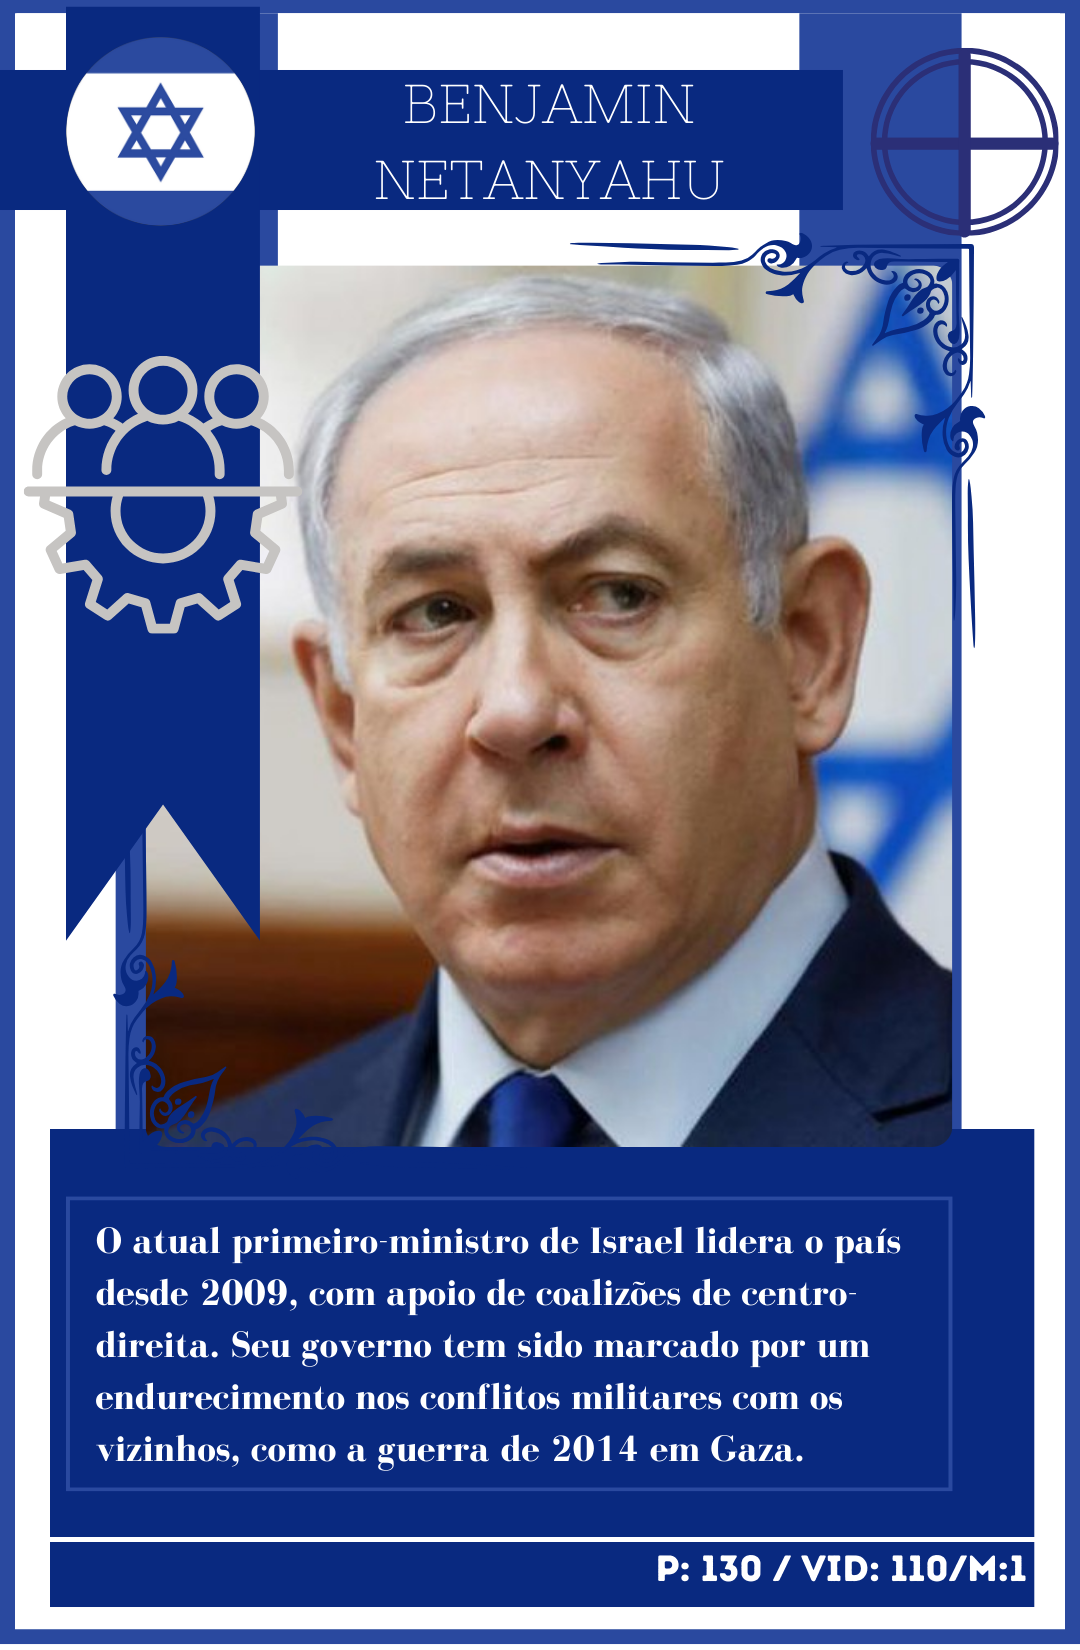 BENJAMIN
NETANYAHU
O atual primeiro-ministro de Israel lidera o país
desde 2009, com apoio de coalizões de centro-
direita. Seu governo tem sido marcado por um
endurecimento nos conflitos militares com os
vizinhos, como a guerra de 2014 em Gaza.
P: 130 / VID: 110/M:1